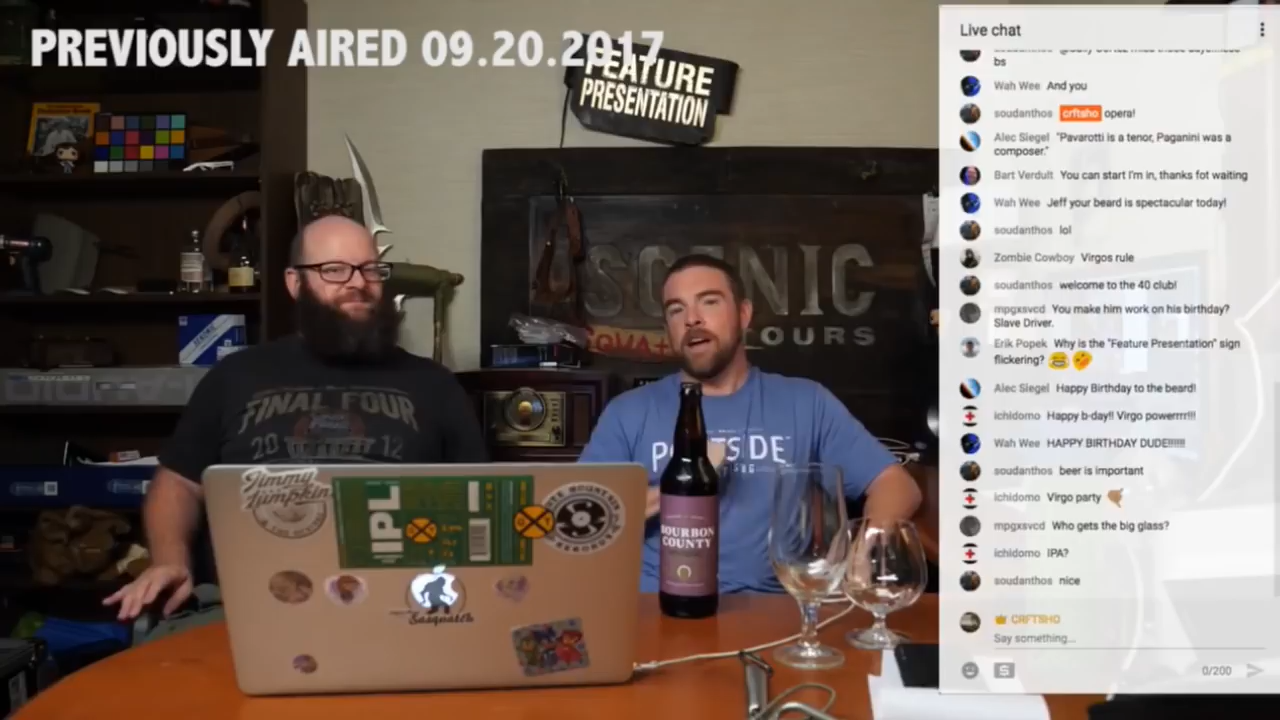 PREVIOUSLY AIRED 09.20.2017
FEATURE
PRESENTATION
SCENIC
TOURS
FINAL FOUR
2012
Jimmy
Lumpkin
IIPL
Sasquatch
BOURBON
COUNTY
Live chat
bs
Wah Wee And you
soudanthos crftsho opera!
Alec Siegel "Pavarotti is a tenor, Paganini was a
composer."
Bart Verdult You can start I'm in, thanks fot waiting
Wah Wee Jeff your beard is spectacular today!
soudanthos lol
Zombie Cowboy Virgos rule
soudanthos welcome to the 40 club!
mpgxsvcd You make him work on his birthday?
Slave Driver.
Erik Popek Why is the "Feature Presentation" sign
flickering? 😂 🤣
Alec Siegel Happy Birthday to the beard!
ichidomo Happy b-day!! Virgo powerrrr!!!
Wah Wee HAPPY BIRTHDAY DUDE!!!!!!
soudanthos beer is important
ichidomo Virgo party 🤙🏽
mpgxsvcd Who gets the big glass?
ichidomo IPA?
soudanthos nice
CRFTSHO
Say something...
0/200